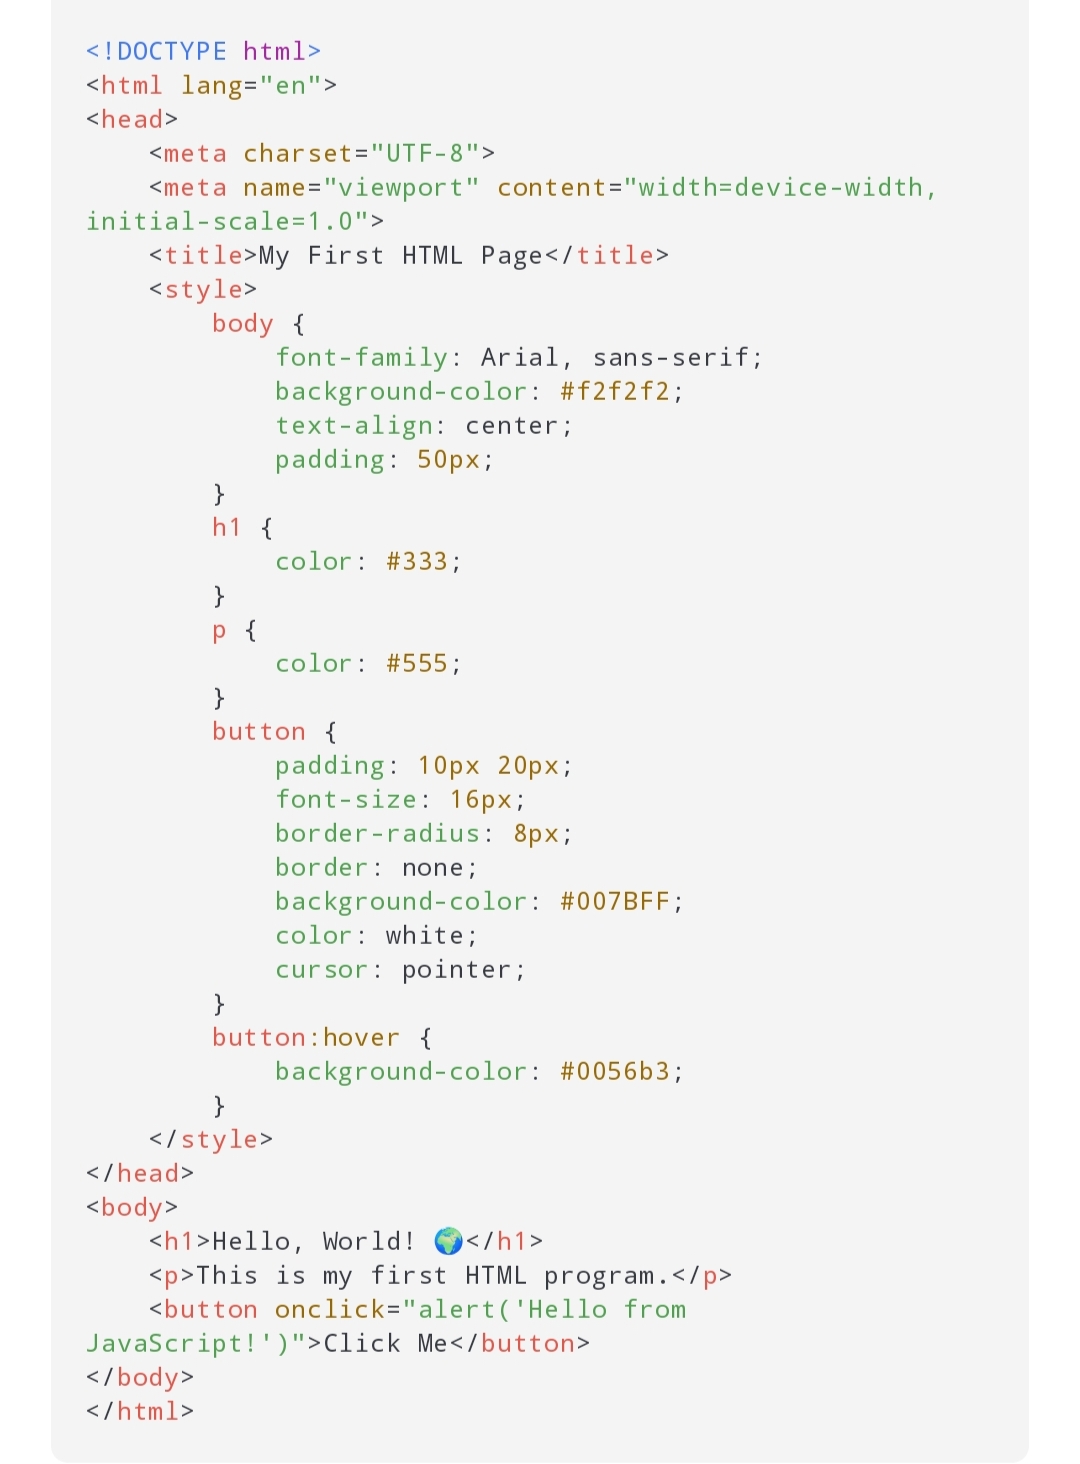 <!DOCTYPE html>
<html lang="en">
<head>
    <meta charset="UTF-8">
    <meta name="viewport" content="width=device-width,
initial-scale=1.0">
    <title>My First HTML Page</title>
    <style>
        body {
            font-family: Arial, sans-serif;
            background-color: #f2f2f2;
            text-align: center;
            padding: 50px;
        }
        h1 {
            color: #333;
        }
        p {
            color: #555;
        }
        button {
            padding: 10px 20px;
            font-size: 16px;
            border-radius: 8px;
            border: none;
            background-color: #007BFF;
            color: white;
            cursor: pointer;
        }
        button:hover {
            background-color: #0056b3;
        }
    </style>
</head>
<body>
    <h1>Hello, World! 🌍</h1>
    <p>This is my first HTML program.</p>
    <button onclick="alert('Hello from
JavaScript!')">Click Me</button>
</body>
</html>